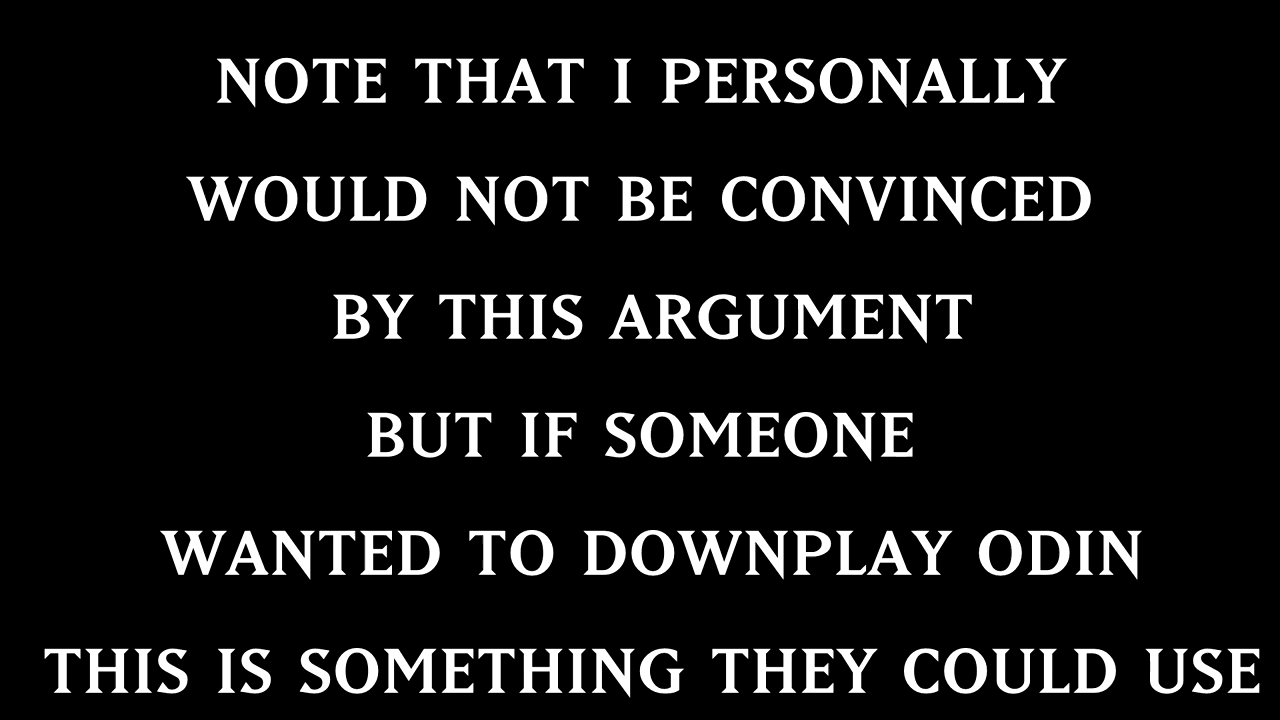 NOTE THAT I PERSONALLY
WOULD NOT BE CONVINCED
BY THIS ARGUMENT
BUT IF SOMEONE
WANTED TO DOWNPLAY ODIN
THIS IS SOMETHING THEY COULD USE